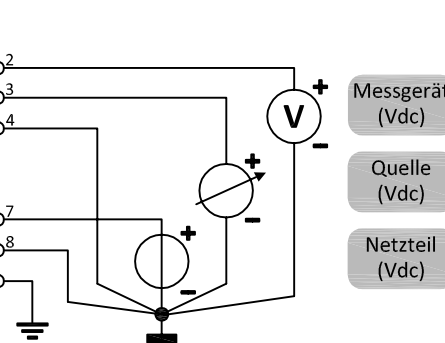 2
3
4
7
8
+
V
−
+
−
+
−
Messgerät
(Vdc)
Quelle
(Vdc)
Netzteil
(Vdc)